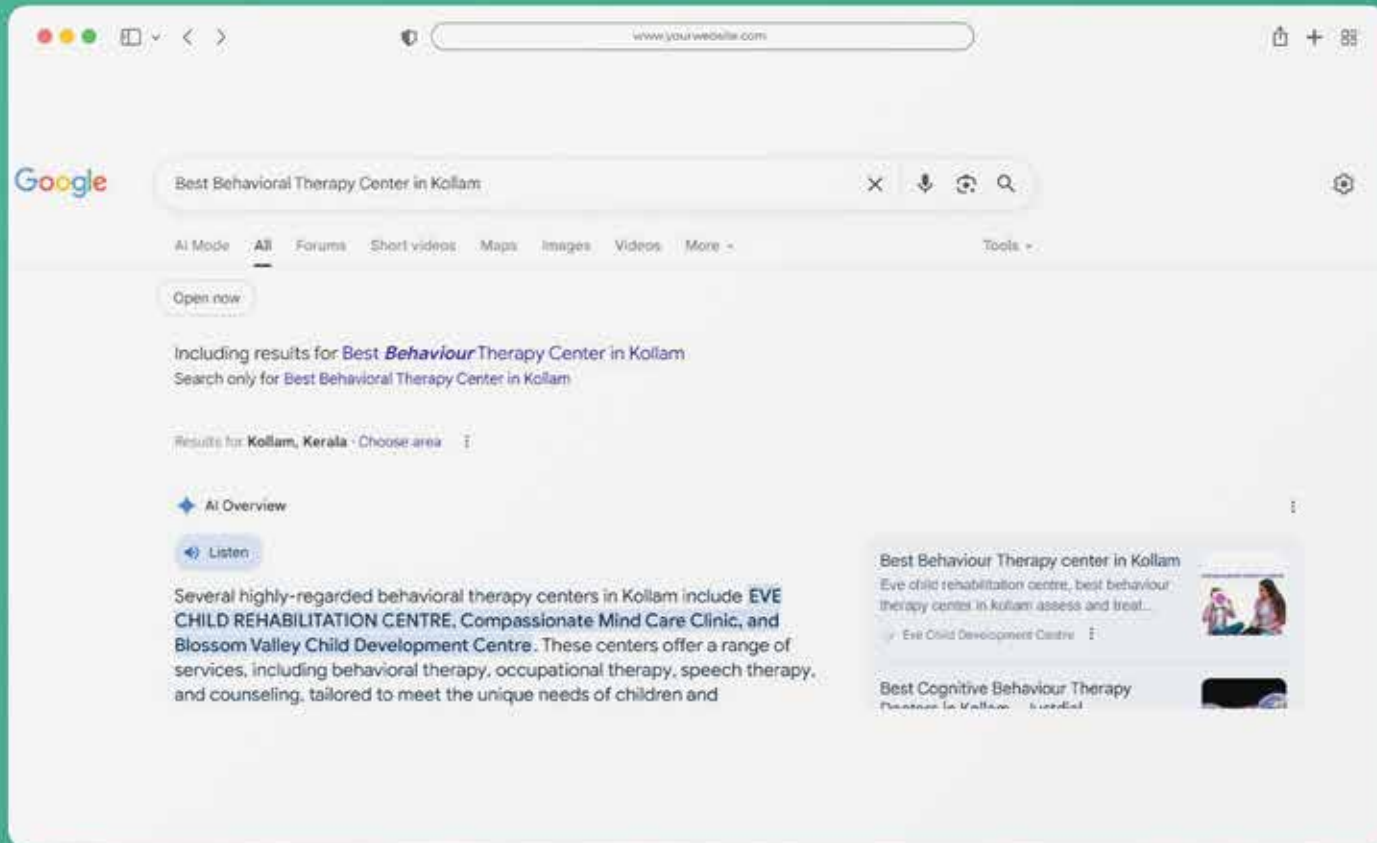 www.yourwebsite.com
Google
Best Behavioral Therapy Center in Kollam
AI Mode All Forums Short videos Maps Images Videos More Tools
Open now
Including results for Best Behaviour Therapy Center in Kollam
Search only for Best Behavioral Therapy Center in Kollam
Results for Kollam, Kerala · Choose area
AI Overview
Listen
Several highly-regarded behavioral therapy centers in Kollam include EVE
CHILD REHABILITATION CENTRE, Compassionate Mind Care Clinic, and
Blossom Valley Child Development Centre. These centers offer a range of
services, including behavioral therapy, occupational therapy, speech therapy,
and counseling, tailored to meet the unique needs of children and
Best Behaviour Therapy center in Kollam
Eve child rehabilitation centre, best behaviour
therapy center in kollam assess and treat...
Eve Child Development Centre
Best Cognitive Behaviour Therapy
Doctors in Kollam - Justdial